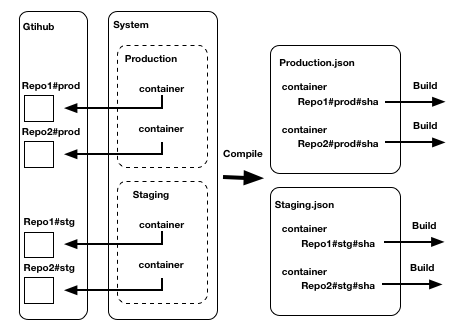 Gtihub
Repo1#prod
Repo2#prod
Repo1#stg
Repo2#stg
System
Production
container
container
Staging
container
container
Compile
Production.json
container
Repo1#prod#sha
Build
container
Repo2#prod#sha
Build
Staging.json
container
Repo1#stg#sha
Build
container
Repo2#stg#sha
Build